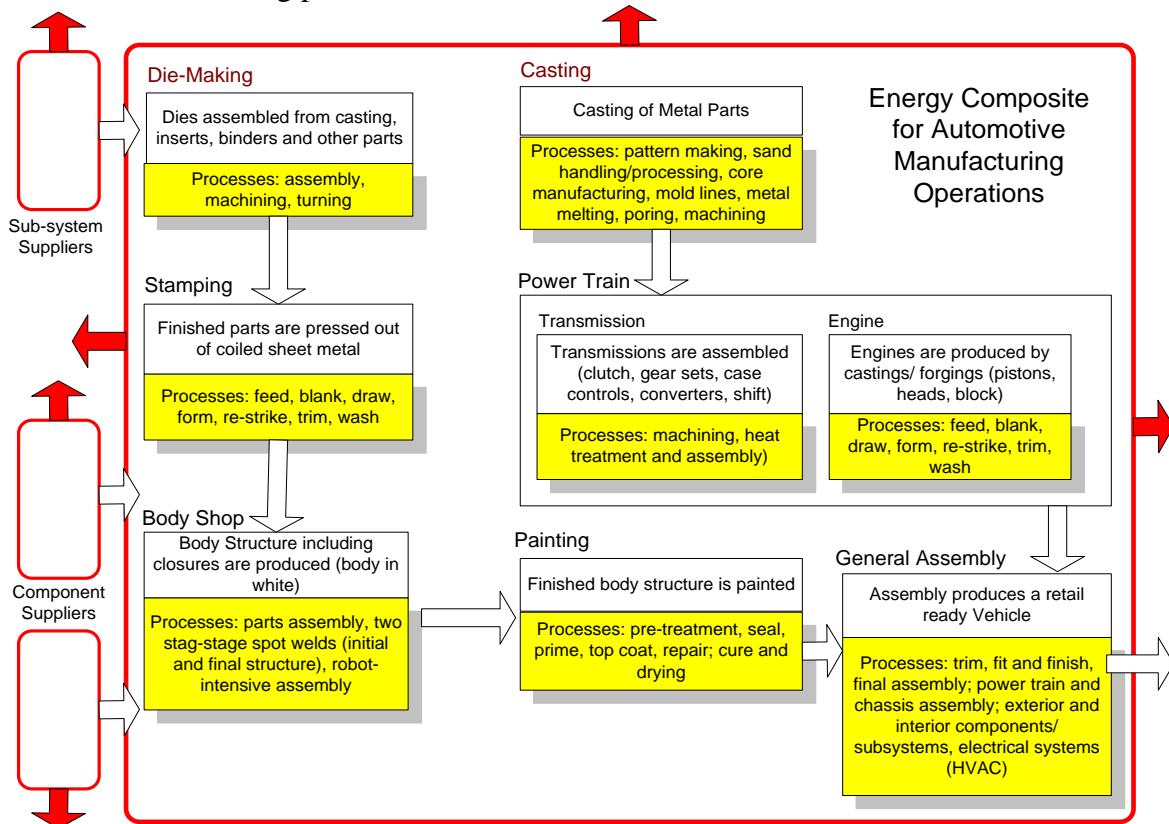 Die-Making
Dies assembled from casting,
inserts, binders and other parts
Processes: assembly,
machining, turning
Casting
Casting of Metal Parts
Processes: pattern making, sand
handling/processing, core
manufacturing, mold lines, metal
melting, poring, machining
Energy Composite
for Automotive
Manufacturing
Operations
Sub-system
Suppliers
Stamping
Finished parts are pressed out
of coiled sheet metal
Processes: feed, blank, draw,
form, re-strike, trim, wash
Power Train
Transmission
Transmissions are assembled
(clutch, gear sets, case
controls, converters, shift)
Processes: machining, heat
treatment and assembly)
Engine
Engines are produced by
castings/ forgings (pistons,
heads, block)
Processes: feed, blank,
draw, form, re-strike, trim,
wash
Component
Suppliers
Body Shop
Body Structure including
closures are produced (body in
white)
Processes: parts assembly, two
stag-stage spot welds (initial
and final structure), robot-
intensive assembly
Painting
Finished body structure is painted
Processes: pre-treatment, seal,
prime, top coat, repair; cure and
drying
General Assembly
Assembly produces a retail
ready Vehicle
Processes: trim, fit and finish,
final assembly; power train and
chassis assembly; exterior and
interior components/
subsystems, electrical systems
(HVAC)